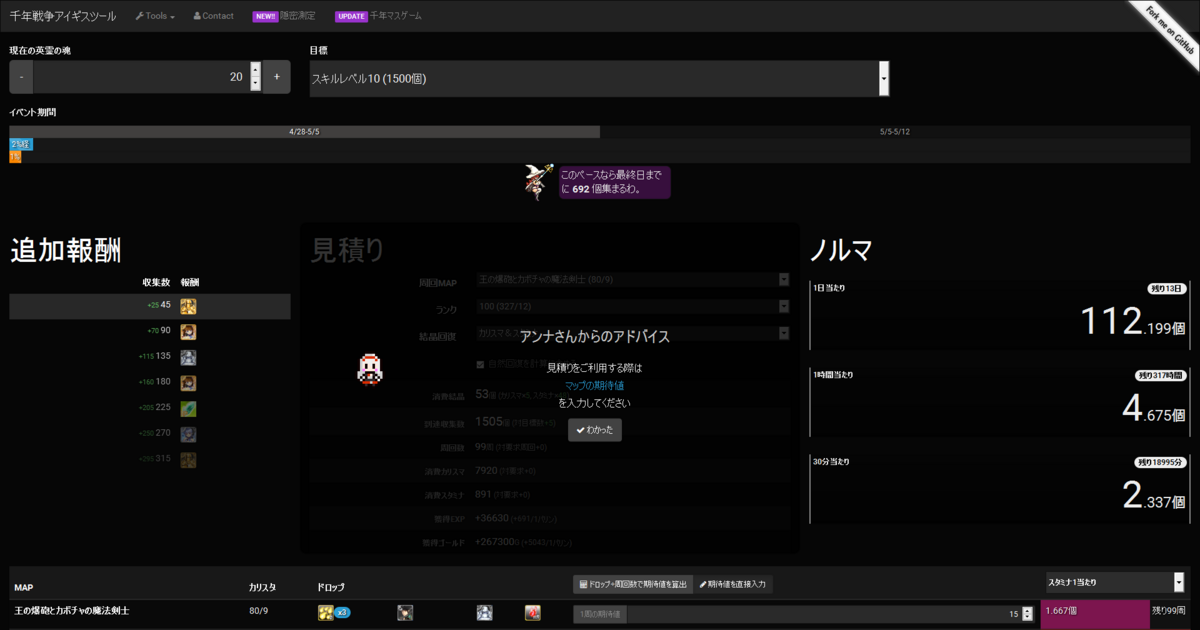 千年戦争アイギスツール Tools Contact NEW!! 隠密測定 UPDATE 千年マスゲーム
Fork me on GitHub
現在の英霊の魂 目標
- 20 + スキルレベル10 (1500個)
イベント期間
4/28-5/5 5/5-5/12
1%
このペースなら最終日まで
に 692 個集まるわ。
追加報酬 見積り ノルマ
収集数 報酬
+25 45
+70 90
+115 135
+160 180
+205 225
+250 270
+295 315
周回MAP 王の爆砲とカボチャの魔法剣士 (80/9)
ランク 100 (327/12)
結晶回復
アンナさんからのアドバイス
見積りをご利用する際は
マップの期待値
を入力してください
わかった
消費結晶 53個
到達収集数 1505個
周回数 99周
消費カリスマ 7920
消費スタミナ 891
獲得EXP +36630
獲得ゴールド
1日当たり 残り13日
112.199個
1時間当たり 残り317時間
4.675個
30分当たり 残り18995分
2.337個
MAP カリスタ ドロップ ドロップ÷周回数で期待値を算出 期待値を直接入力 スタミナ1当たり
王の爆砲とカボチャの魔法剣士 80/9 x3 1周の期待値 15 1.667個 残り99周